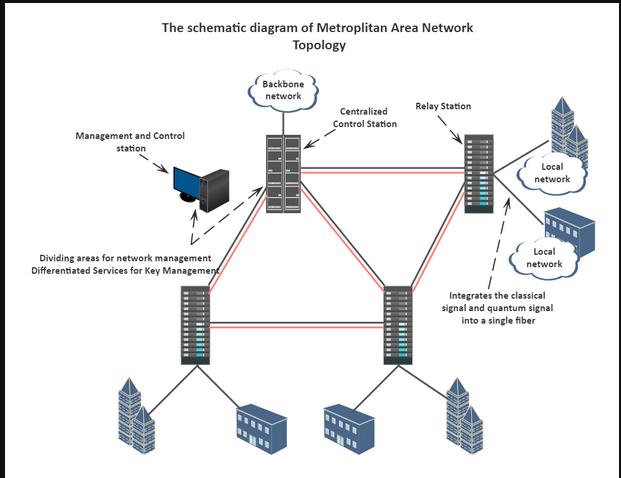 The schematic diagram of Metroplitan Area Network
Topology
Backbone
network
Centralized
Control Station
Relay Station
Management and Control
station
Local
network
Local
network
Dividing areas for network management
Differentiated Services for Key Management
Integrates the classical
signal and quantum signal
into a single fiber